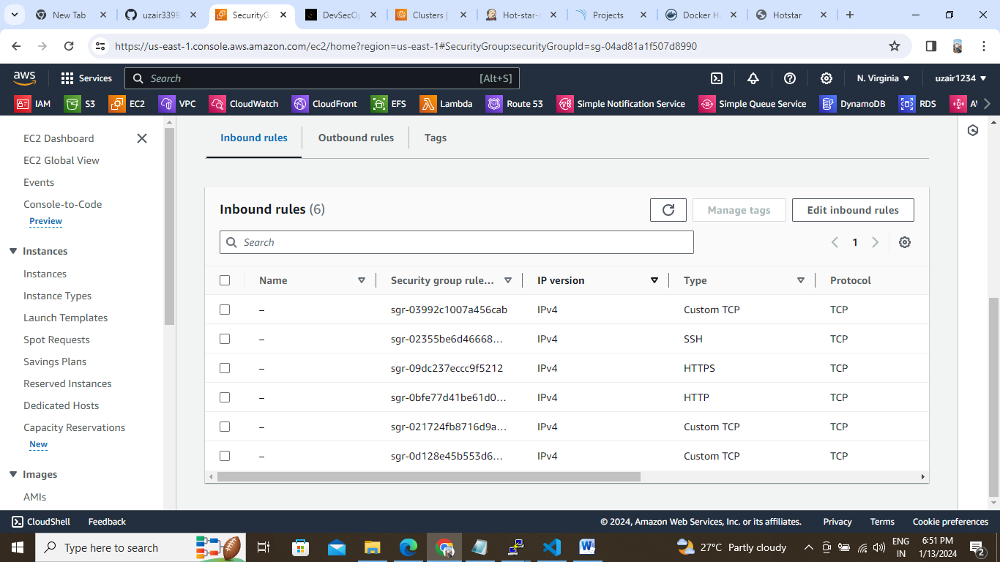 New Tab
uzair3399
SecurityG
DevSecOp
Clusters |
Hot-star-
Projects
Docker H
Hotstar
https://us-east-1.console.aws.amazon.com/ec2/home?region=us-east-1#SecurityGroup:securityGroupId=sg-04ad81a1f507d8990
aws
Services
Search
[Alt+S]
N. Virginia
uzair1234
IAM
S3
EC2
VPC
CloudWatch
CloudFront
EFS
Lambda
Route 53
Simple Notification Service
Simple Queue Service
DynamoDB
RDS
EC2 Dashboard
EC2 Global View
Events
Console-to-Code
Preview
Instances
Instances
Instance Types
Launch Templates
Spot Requests
Savings Plans
Reserved Instances
Dedicated Hosts
Capacity Reservations
New
Images
AMIs
Inbound rules
Outbound rules
Tags
Inbound rules (6)
Manage tags
Edit inbound rules
Search
1
Name Security group rule... IP version Type Protocol
– sgr-03992c1007a456cab IPv4 Custom TCP TCP
– sgr-02355be6d46668... IPv4 SSH TCP
– sgr-09dc237eccc9f5212 IPv4 HTTPS TCP
– sgr-0bfe77d41be61d0... IPv4 HTTP TCP
– sgr-021724fb8716d9a... IPv4 Custom TCP TCP
– sgr-0d128e45b553d6... IPv4 Custom TCP TCP
CloudShell
Feedback
© 2024, Amazon Web Services, Inc. or its affiliates.
Privacy
Terms
Cookie preferences
Type here to search
27°C Partly cloudy
ENG
IN
6:51 PM
1/13/2024
2